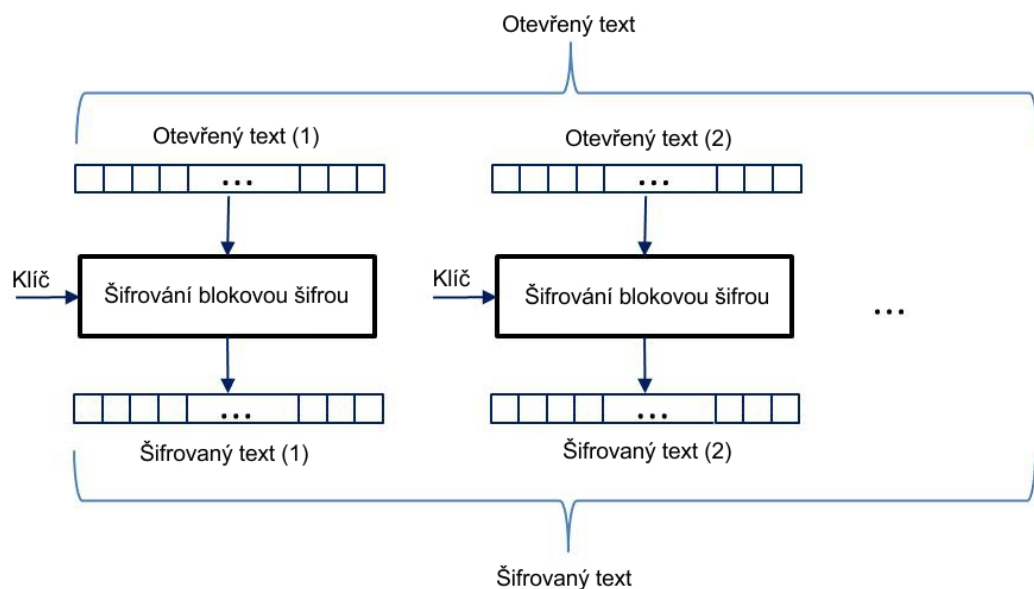 Otevřený text
Otevřený text (1)
Otevřený text (2)
...
...
Klíč
Šifrování blokovou šifrou
Klíč
Šifrování blokovou šifrou
...
...
...
Šifrovaný text (1)
Šifrovaný text (2)
Šifrovaný text